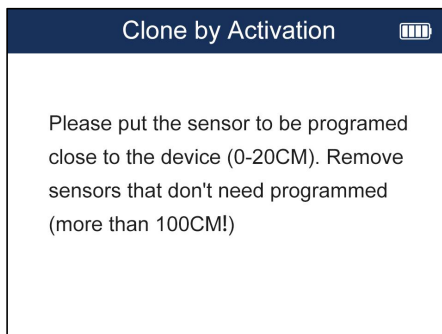 Clone by Activation
Please put the sensor to be programed
close to the device (0-20CM). Remove
sensors that don't need programmed
(more than 100CM!)